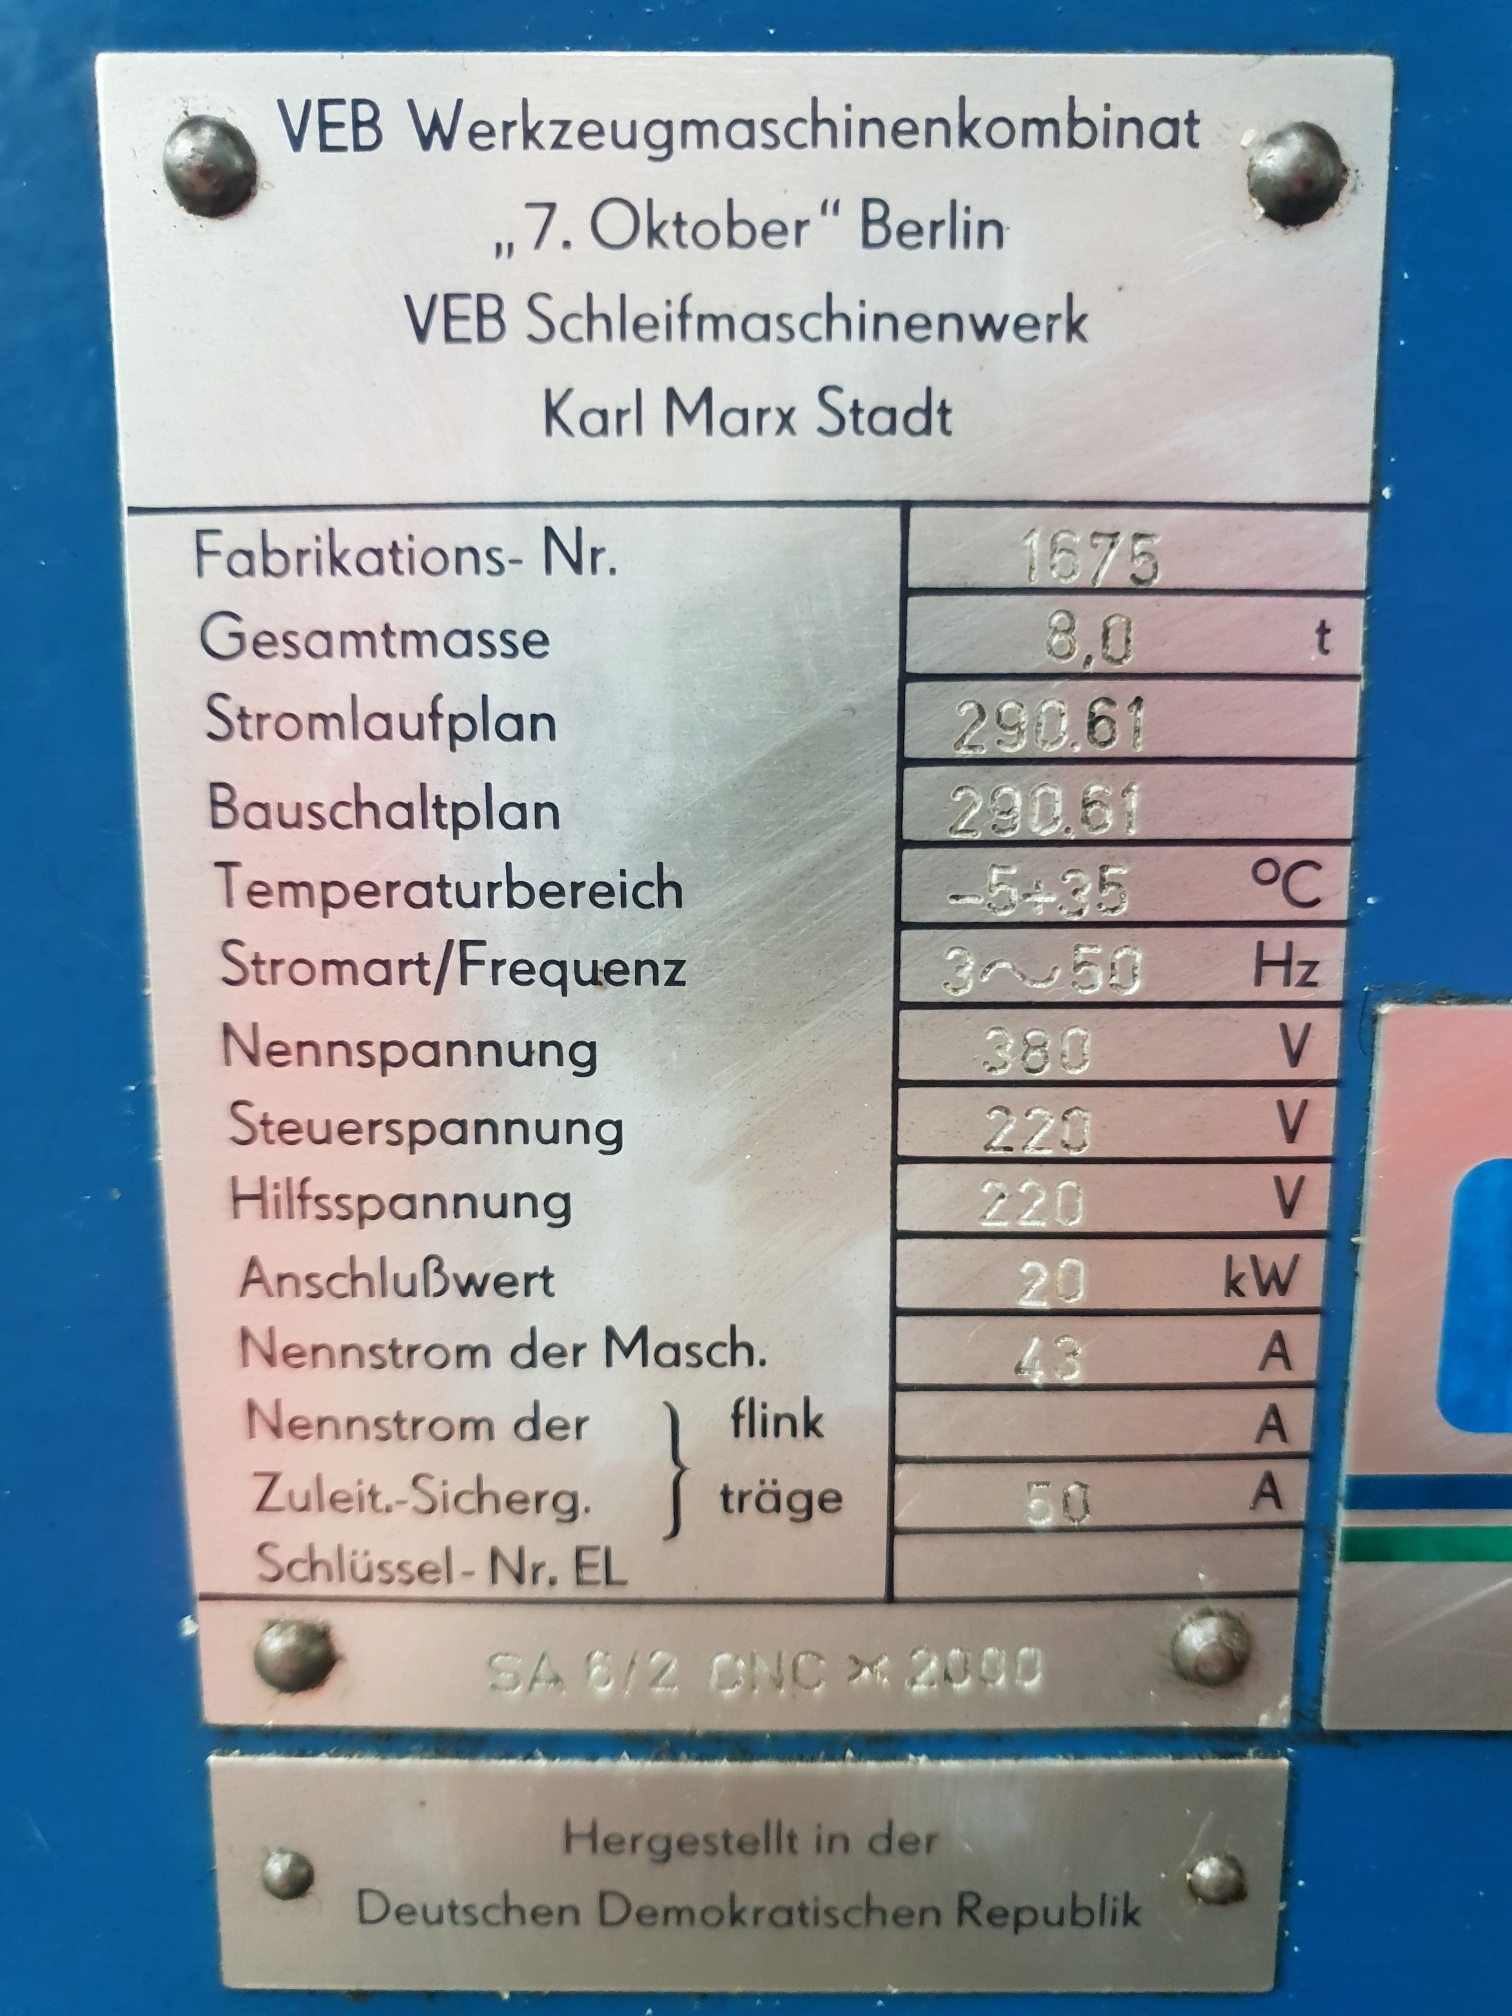 VEB Werkzeugmaschinenkombinat
„7. Oktober“ Berlin
VEB Schleifmaschinenwerk
Karl Marx Stadt
Fabrikations- Nr. 1675
Gesamtmasse 8,0 t
Stromlaufplan 290.61
Bauschaltplan 290.61
Temperaturbereich -5+35 °C
Stromart/Frequenz 3~50 Hz
Nennspannung 380 V
Steuerspannung 220 V
Hilfsspannung 220 V
Anschlußwert 20 kW
Nennstrom der Masch. 43 A
Nennstrom der } flink A
Zuleit.-Sicherg. träge 50 A
Schlüssel- Nr. EL
SA 6/2 CNC × 2000
Hergestellt in der
Deutschen Demokratischen Republik